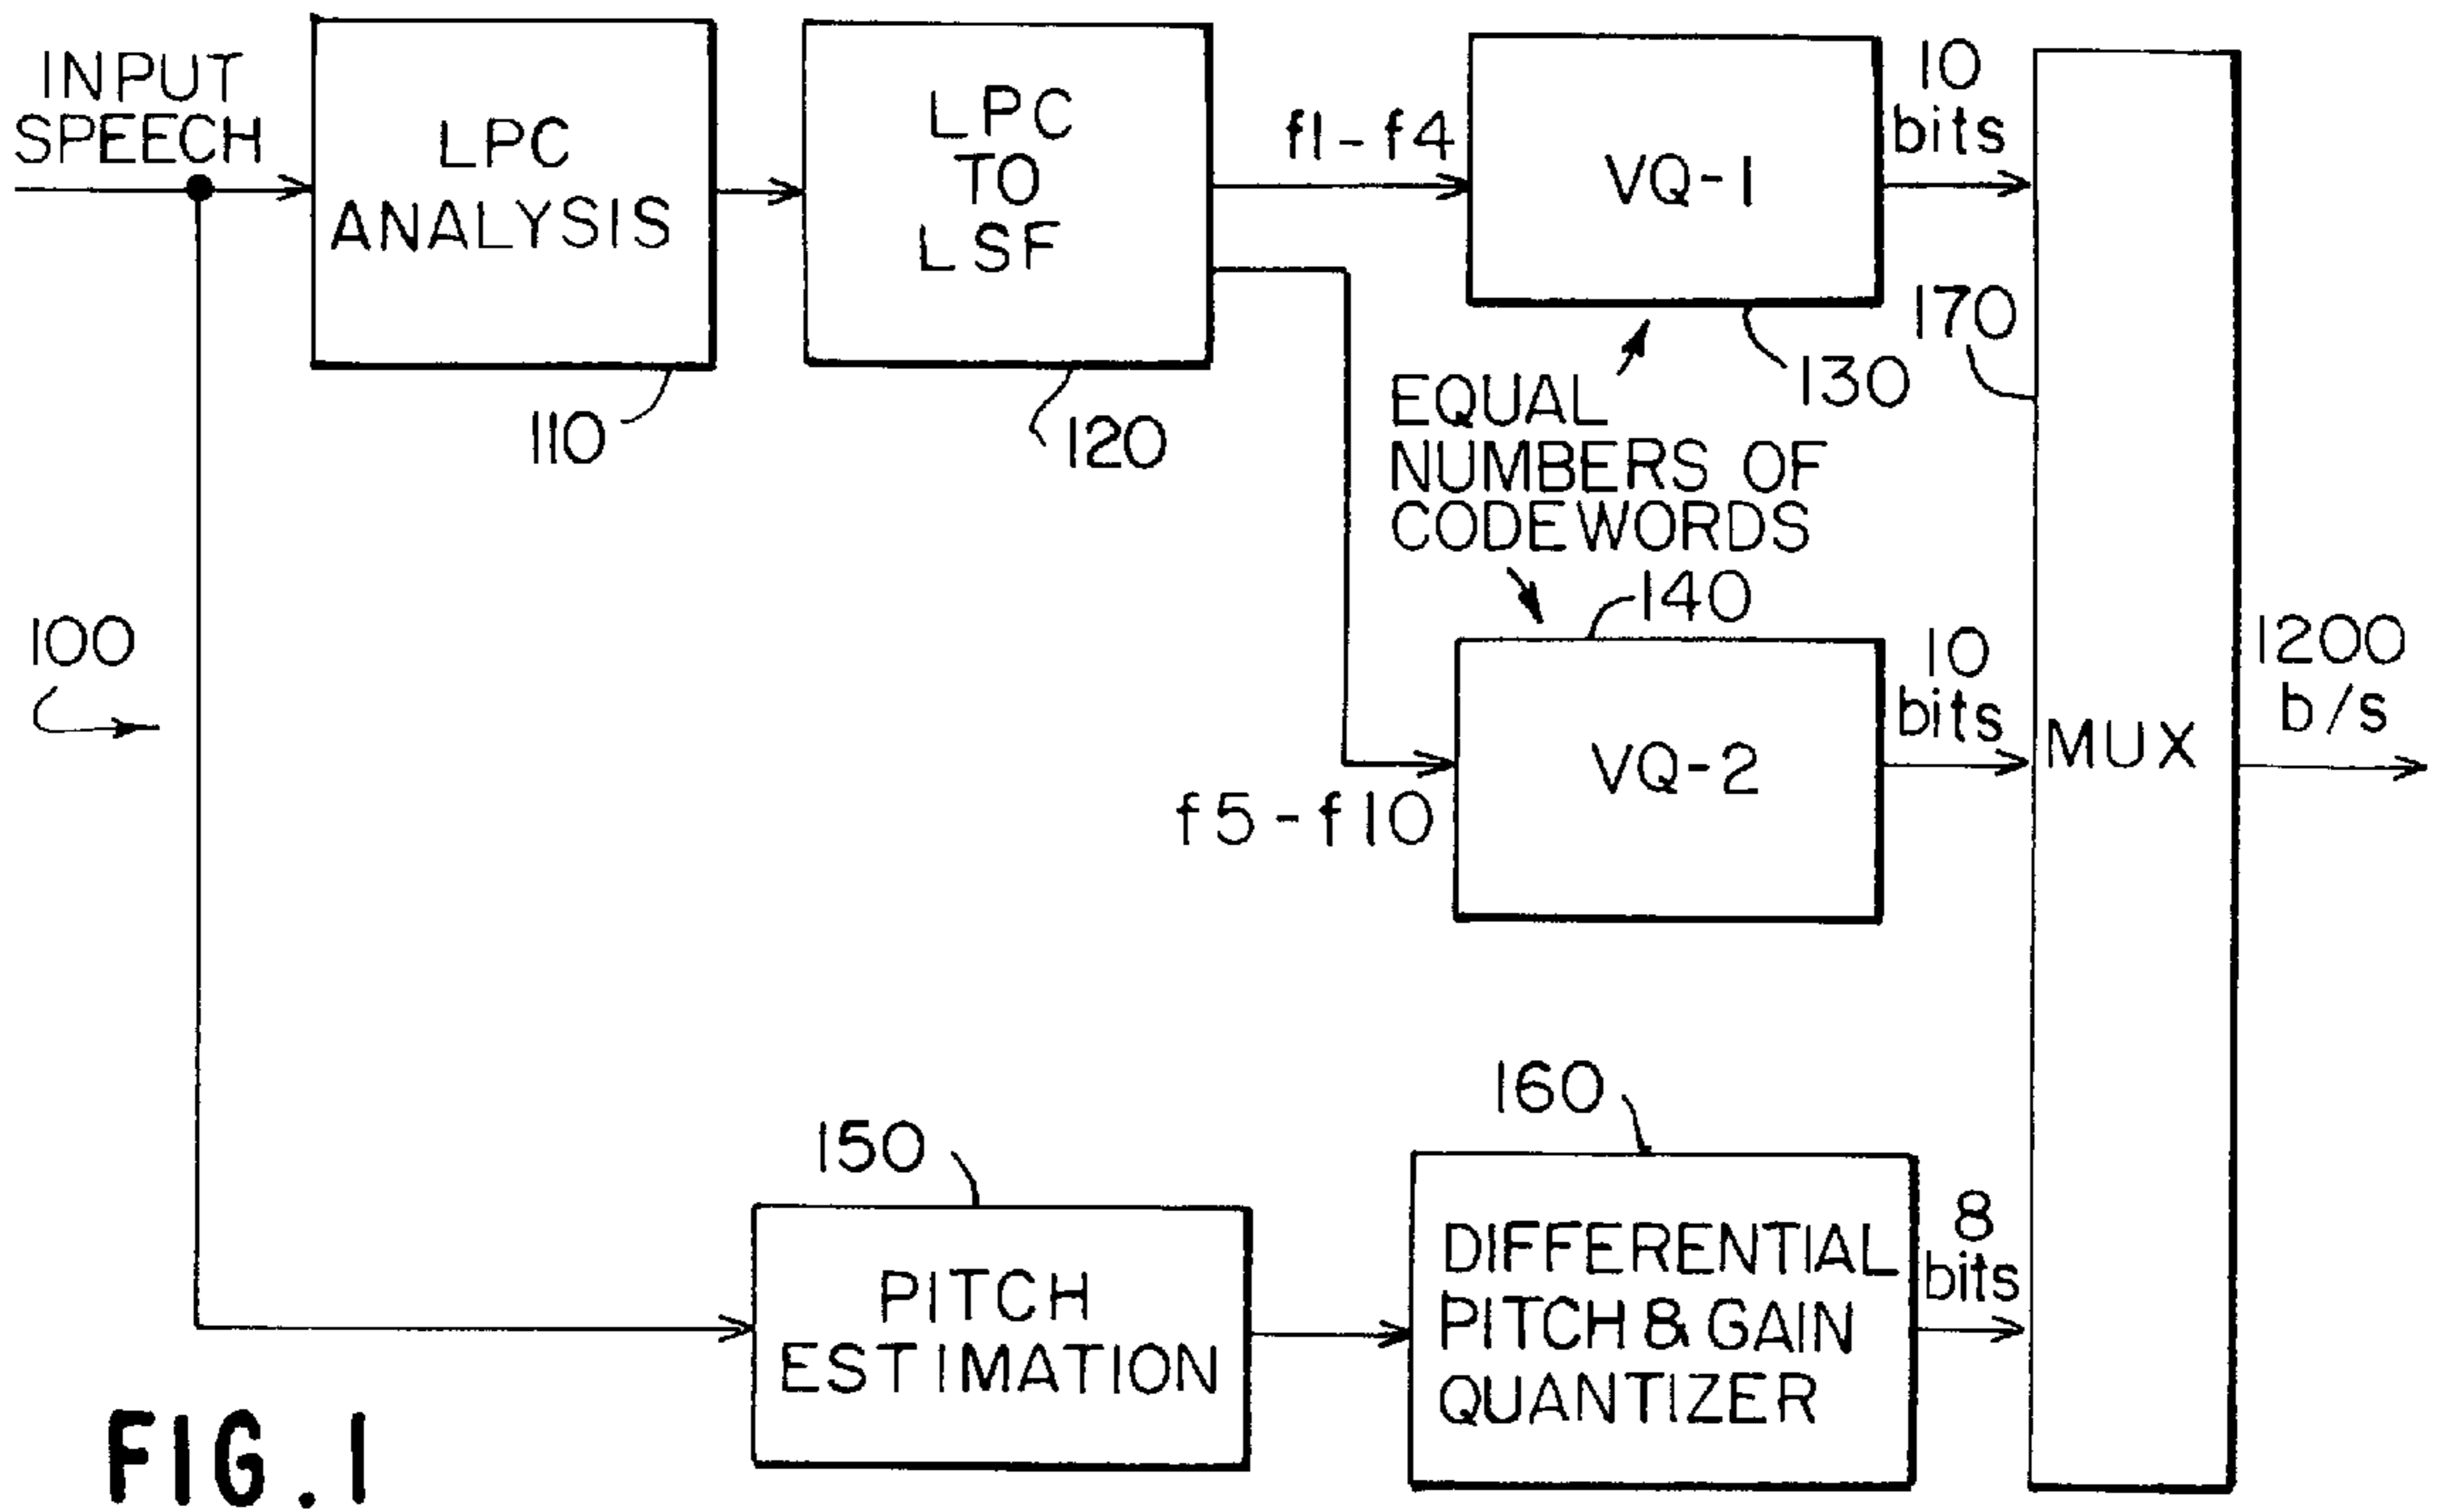 INPUT
SPEECH
LPC
ANALYSIS
110
LPC
TO
LSF
120
f1-f4
VQ-1
10
bits
130
170
EQUAL
NUMBERS OF
CODEWORDS
140
f5-f10
VQ-2
10
bits
MUX
1200
b/s
100
150
PITCH
ESTIMATION
160
DIFFERENTIAL
PITCH & GAIN
QUANTIZER
8
bits
FIG. 1